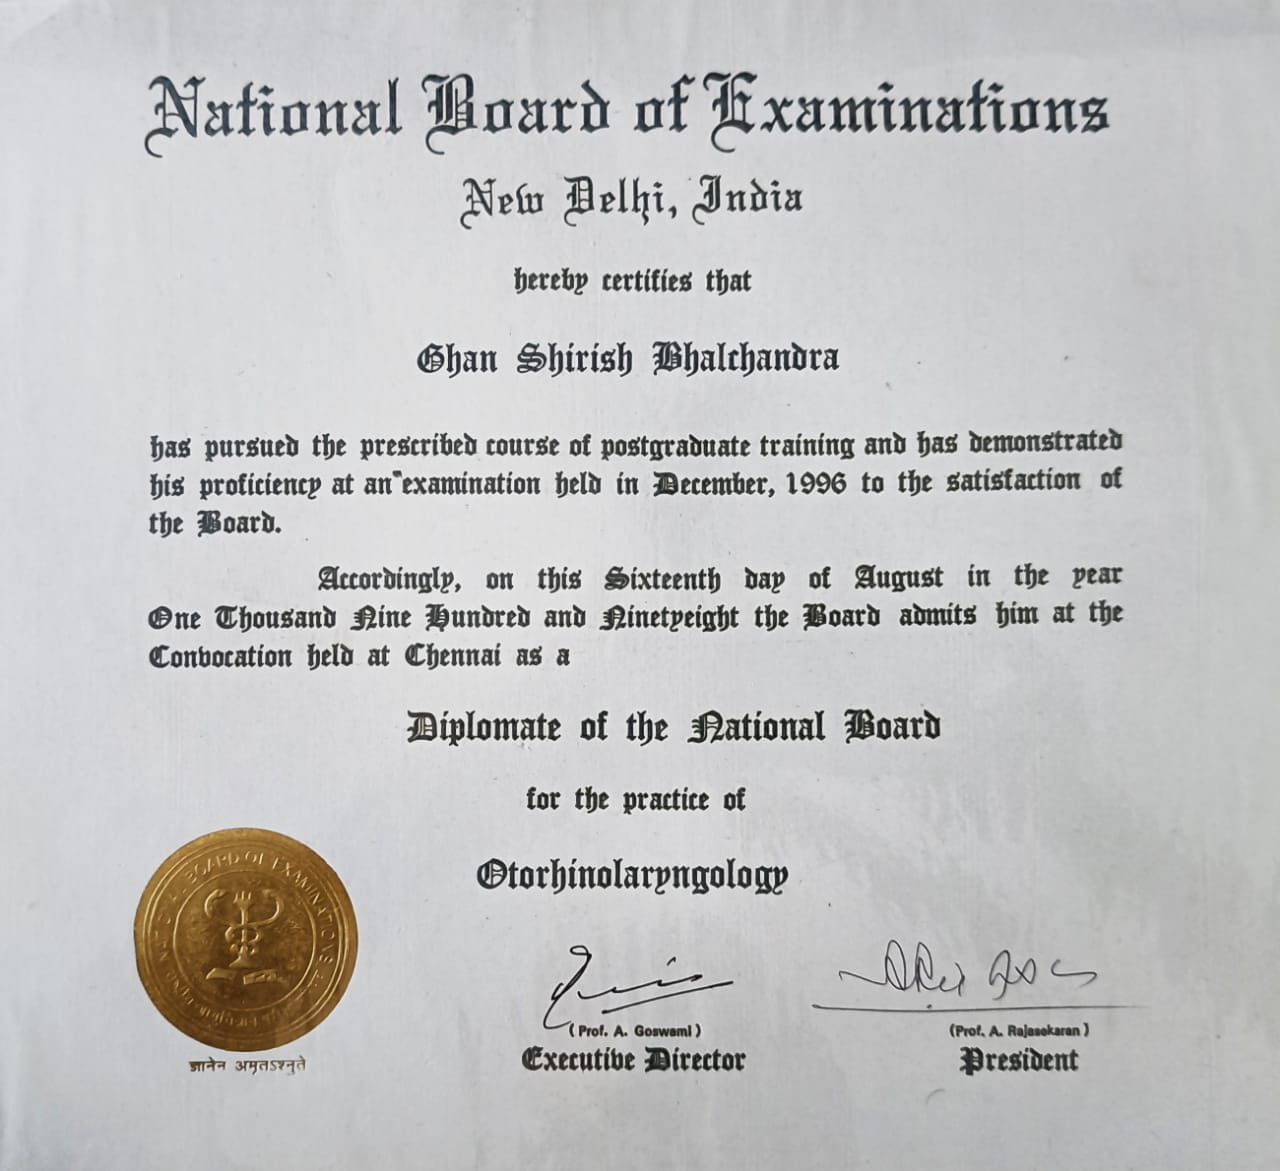 National Board of Examinations
New Delhi, India
hereby certifies that
Ghan Shirish Bhalchandra
has pursued the prescribed course of postgraduate training and has demonstrated
his proficiency at an examination held in December, 1996 to the satisfaction of
the Board.
Accordingly, on this Sixteenth day of August in the year
One Thousand Nine Hundred and Ninetyeight the Board admits him at the
Convocation held at Chennai as a
Diplomate of the National Board
for the practice of
Otorhinolaryngology
BOARD OF EXAMINATIONS
ज्ञानेन अमृतऽश्नुते
(Prof. A. Goswami)
Executive Director
(Prof. A. Rajasekaran)
President